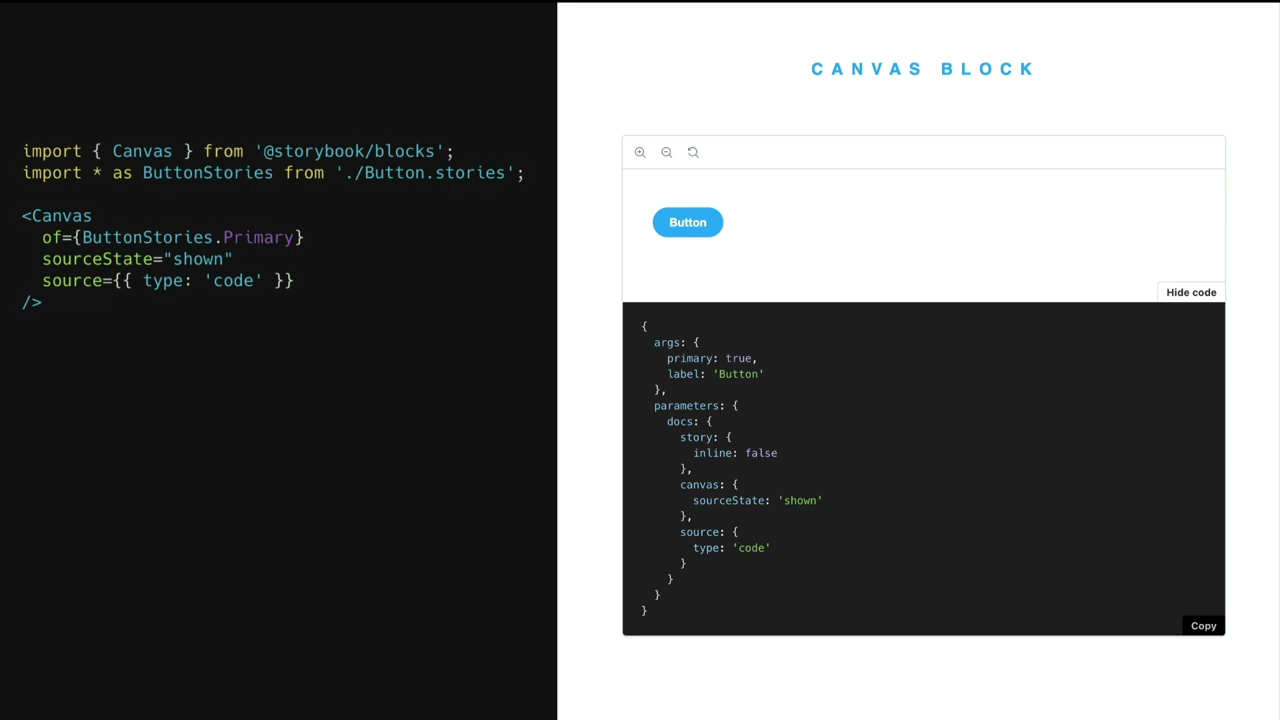 import { Canvas } from '@storybook/blocks';
import * as ButtonStories from './Button.stories';
<Canvas
  of={ButtonStories.Primary}
  sourceState="shown"
  source={{ type: 'code' }}
/>
CANVAS BLOCK
Button
Hide code
{
  args: {
    primary: true,
    label: 'Button'
  },
  parameters: {
    docs: {
      story: {
        inline: false
      },
      canvas: {
        sourceState: 'shown'
      },
      source: {
        type: 'code'
      }
    }
  }
}
Copy